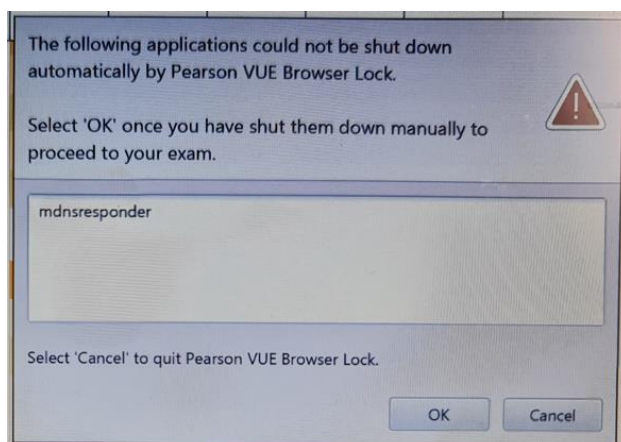 The following applications could not be shut down
automatically by Pearson VUE Browser Lock.
Select 'OK' once you have shut them down manually to
proceed to your exam.
mdnsresponder
Select 'Cancel' to quit Pearson VUE Browser Lock.
OK
Cancel